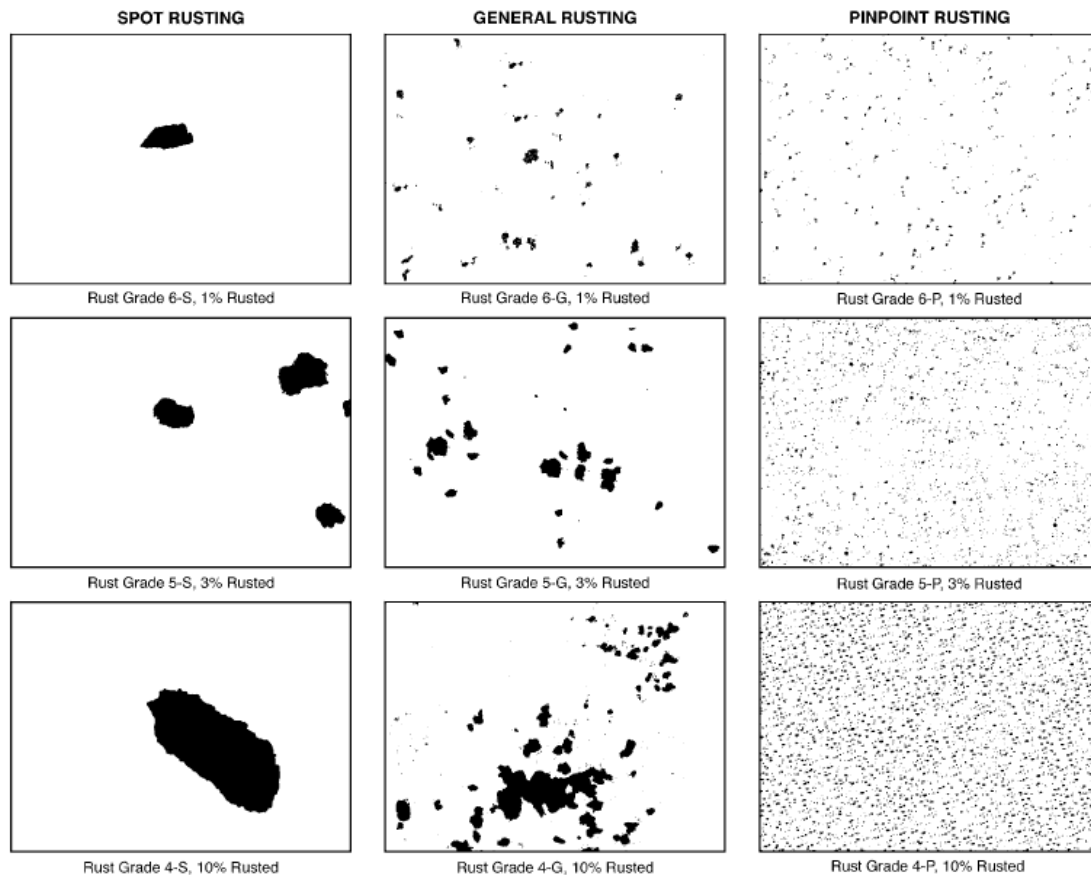 SPOT RUSTING GENERAL RUSTING PINPOINT RUSTING
Rust Grade 6-S, 1% Rusted Rust Grade 6-G, 1% Rusted Rust Grade 6-P, 1% Rusted
Rust Grade 5-S, 3% Rusted Rust Grade 5-G, 3% Rusted Rust Grade 5-P, 3% Rusted
Rust Grade 4-S, 10% Rusted Rust Grade 4-G, 10% Rusted Rust Grade 4-P, 10% Rusted